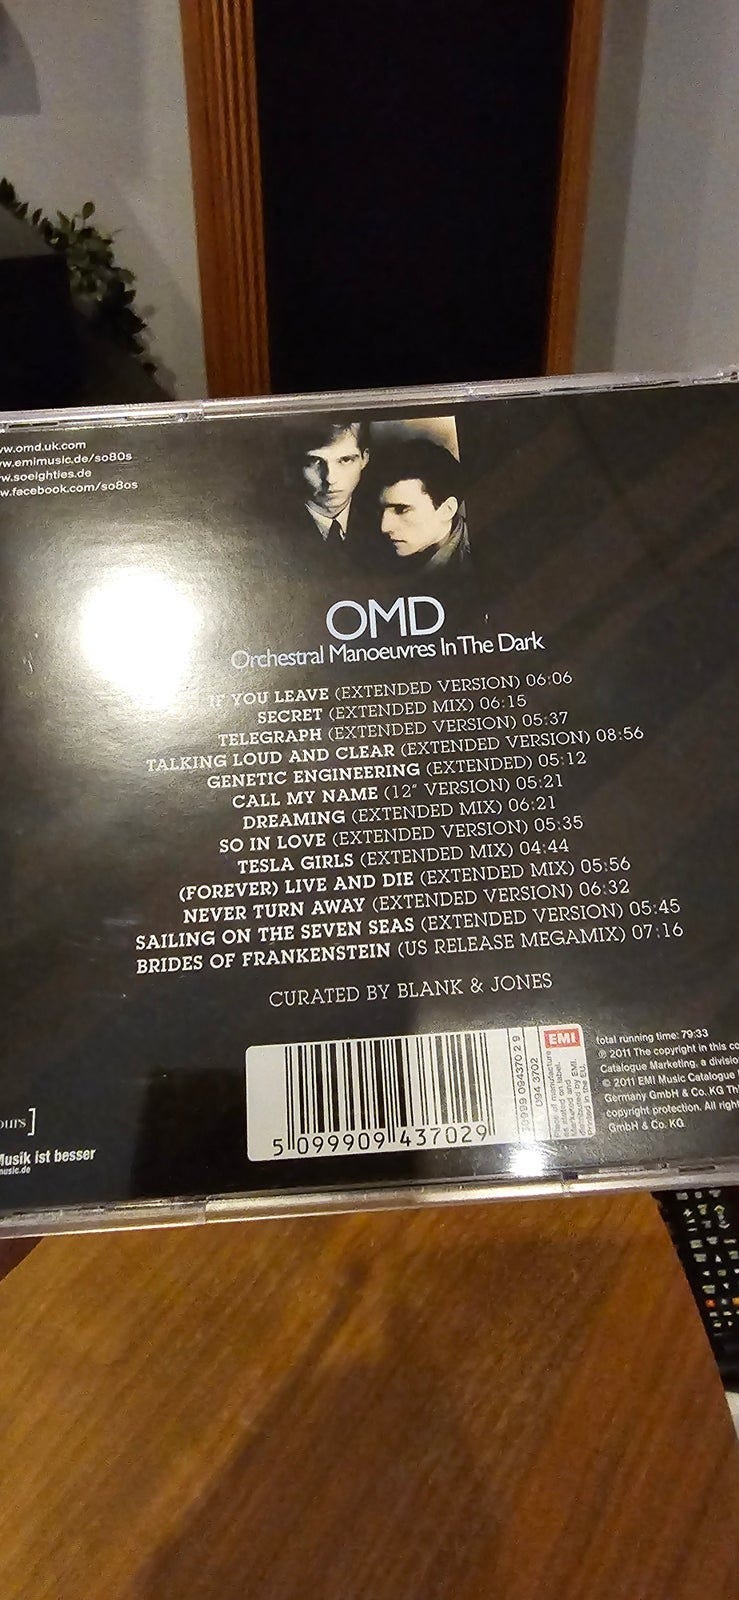 ww.omd.uk.com
ww.emimusic.de/so80s
w.soeighties.de
w.facebook.com/so80s
OMD
Orchestral Manoeuvres In The Dark
IF YOU LEAVE (EXTENDED VERSION) 06:06
SECRET (EXTENDED MIX) 06:15
TELEGRAPH (EXTENDED VERSION) 05:37
TALKING LOUD AND CLEAR (EXTENDED VERSION) 08:56
GENETIC ENGINEERING (EXTENDED) 05:12
CALL MY NAME (12" VERSION) 05:21
DREAMING (EXTENDED MIX) 06:21
SO IN LOVE (EXTENDED VERSION) 05:35
TESLA GIRLS (EXTENDED MIX) 04:44
(FOREVER) LIVE AND DIE (EXTENDED MIX) 05:56
NEVER TURN AWAY (EXTENDED VERSION) 06:32
SAILING ON THE SEVEN SEAS (EXTENDED VERSION) 05:45
BRIDES OF FRANKENSTEIN (US RELEASE MEGAMIX) 07:16
CURATED BY BLANK & JONES
5 099909 437029
094 3702
EMI
total running time: 79:33
℗ 2011 The copyright in this co
Catalogue Marketing, a divisio
© 2011 EMI Music Catalogue
Germany GmbH & Co. KG Th
copyright protection. All right
GmbH & Co. KG
ours]
Musik ist besser
music.de